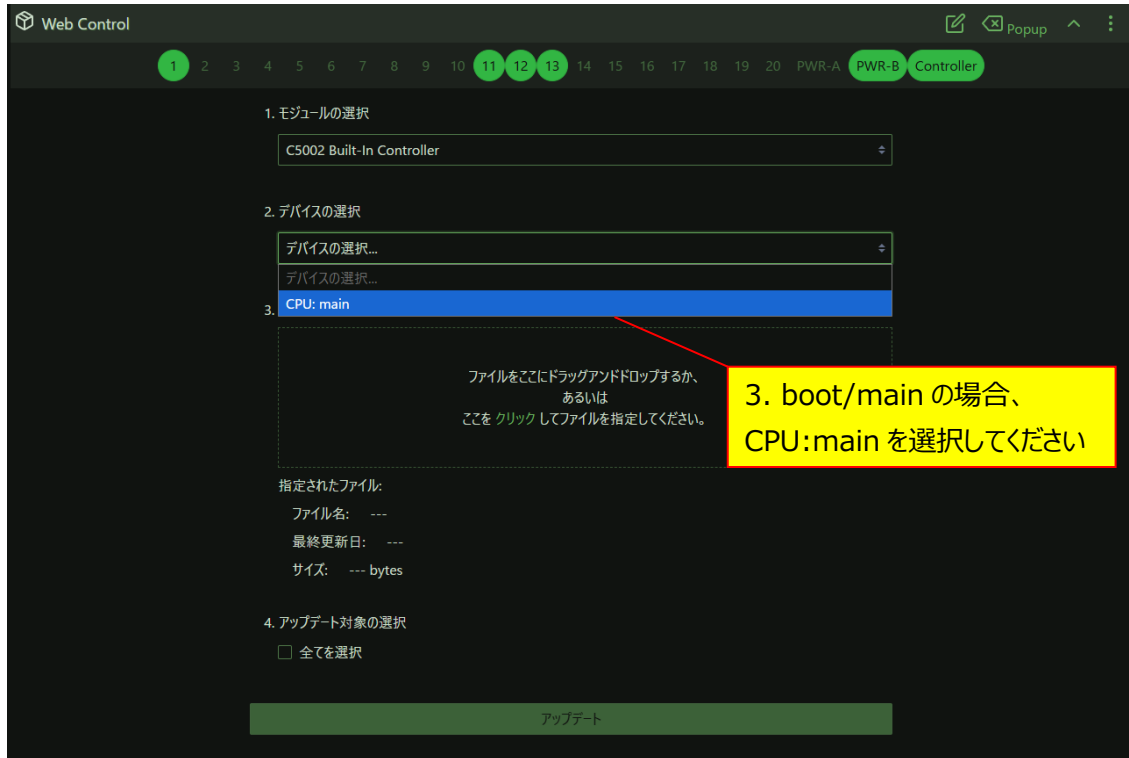 Web Control
Popup
1 2 3 4 5 6 7 8 9 10 11 12 13 14 15 16 17 18 19 20 PWR-A PWR-B Controller
1. モジュールの選択
C5002 Built-In Controller
2. デバイスの選択
デバイスの選択...
デバイスの選択...
CPU: main
3.
ファイルをここにドラッグアンドドロップするか、
あるいは
ここを クリック してファイルを指定してください。
3. boot/main の場合、
CPU:main を選択してください
指定されたファイル:
ファイル名: ---
最終更新日: ---
サイズ: --- bytes
4. アップデート対象の選択
全てを選択
アップデート